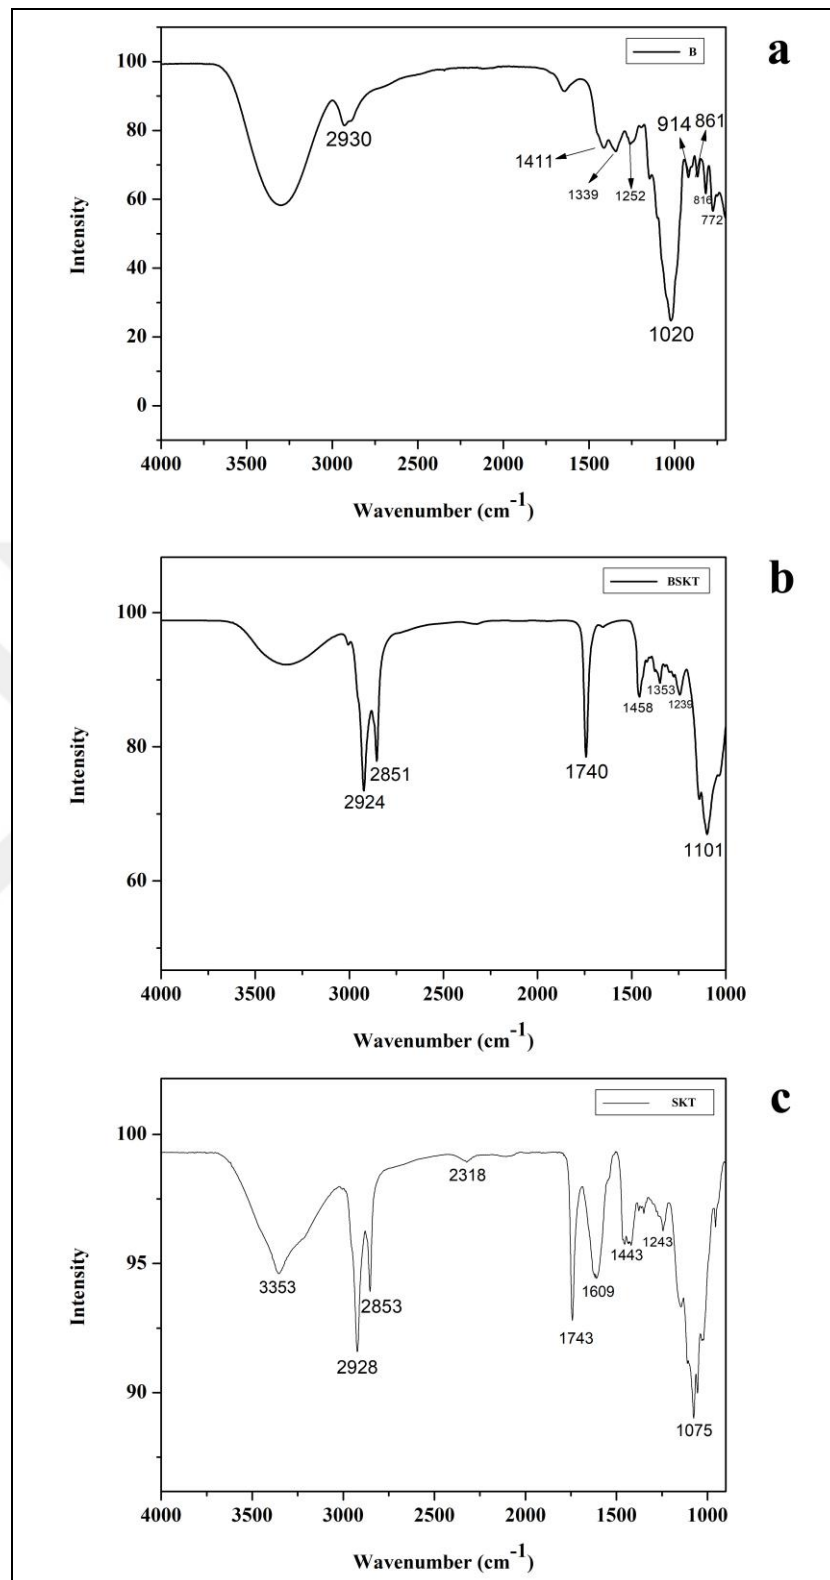 a
B
100
80
60
40
20
0
Intensity
2930
1411
1339
1252
914
861
816
772
1020
4000 3500 3000 2500 2000 1500 1000
Wavenumber (cm-1)
b
BSKT
100
80
60
Intensity
2924
2851
1740
1458
1353
1239
1101
4000 3500 3000 2500 2000 1500 1000
Wavenumber (cm-1)
c
SKT
100
95
90
Intensity
3353
2928
2853
2318
1743
1609
1443
1243
1075
4000 3500 3000 2500 2000 1500 1000
Wavenumber (cm-1)